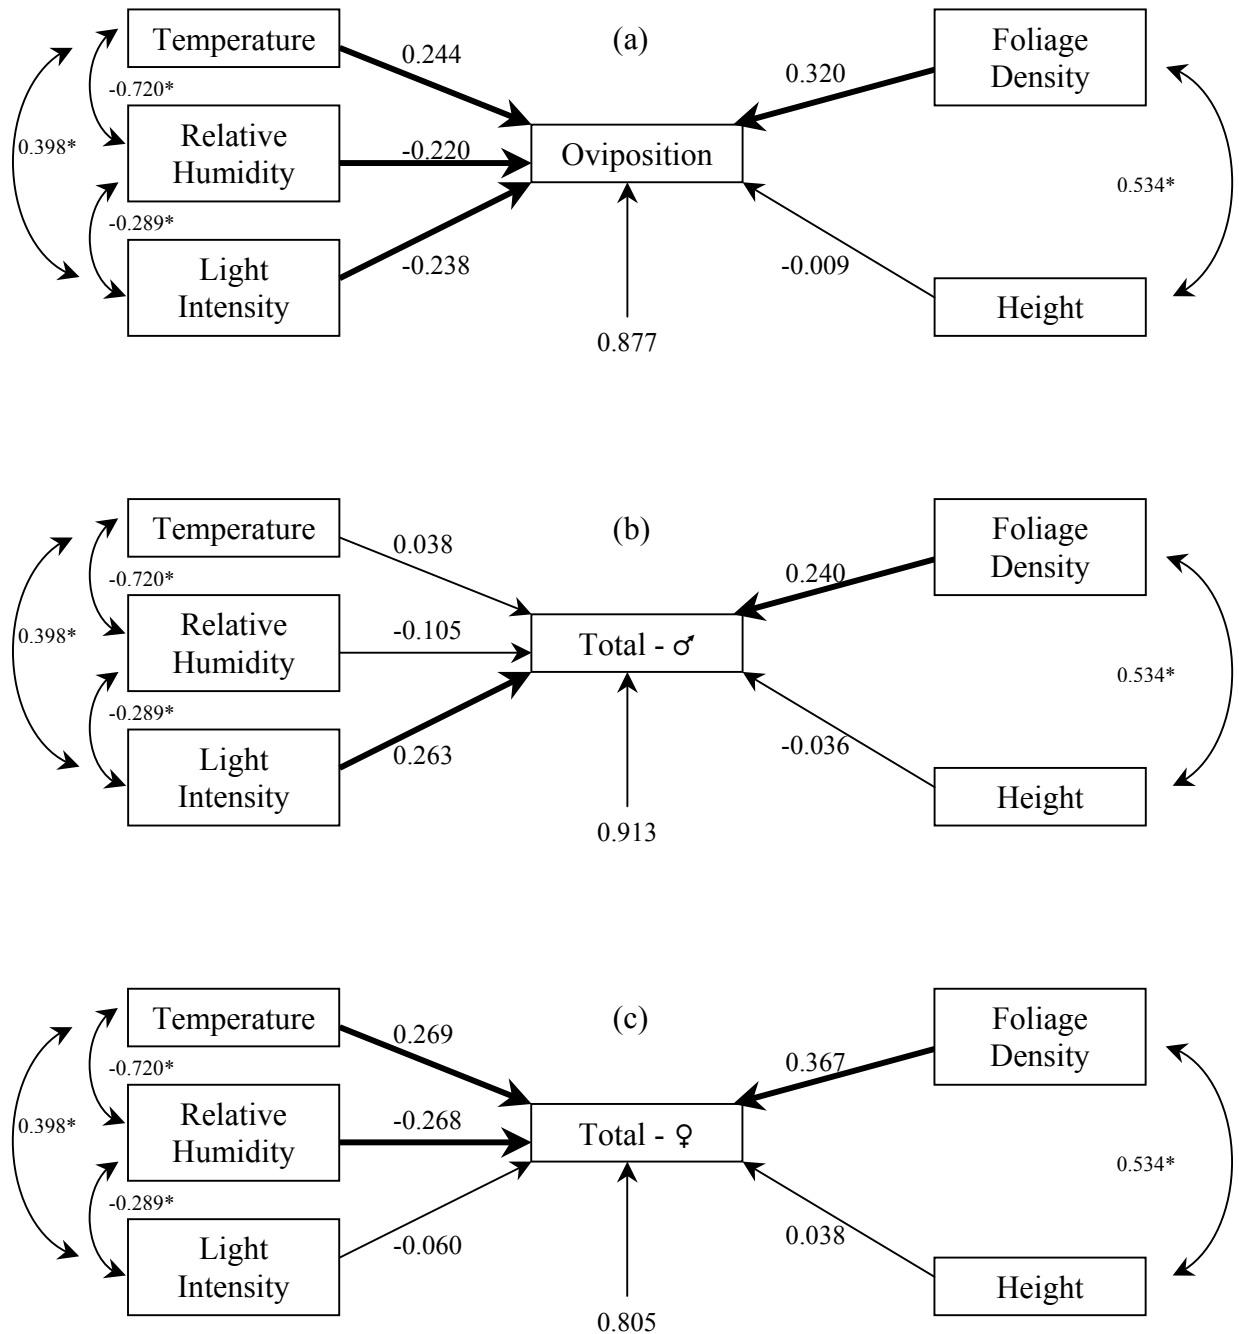 Temperature
0.244
(a)
0.320
Foliage
Density
-0.720*
0.398*
Relative
Humidity
-0.220
Oviposition
0.534*
-0.289*
Light
Intensity
-0.238
-0.009
Height
0.877
Temperature
0.038
(b)
0.240
Foliage
Density
-0.720*
0.398*
Relative
Humidity
-0.105
Total - ♂
0.534*
-0.289*
Light
Intensity
0.263
-0.036
Height
0.913
Temperature
0.269
(c)
0.367
Foliage
Density
-0.720*
0.398*
Relative
Humidity
-0.268
Total - ♀
0.534*
-0.289*
Light
Intensity
-0.060
0.038
Height
0.805